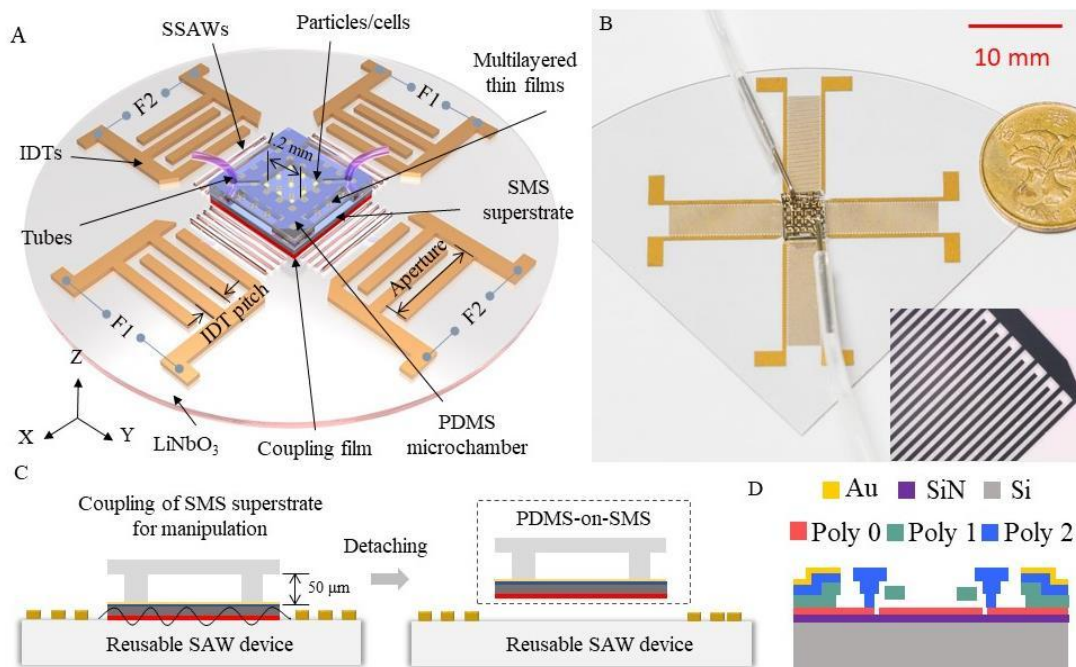 A
SSAWs
Particles/cells
Multilayered
thin films
F2
F1
IDTs
1.2 mm
SMS
superstrate
Tubes
Aperture
IDT pitch
F1
F2
Z
X
Y
LiNbO3
Coupling film
PDMS
microchamber
B
10 mm
C
Coupling of SMS superstrate
for manipulation
Detaching
PDMS-on-SMS
50 μm
Reusable SAW device
Reusable SAW device
D
Au
SiN
Si
Poly 0
Poly 1
Poly 2